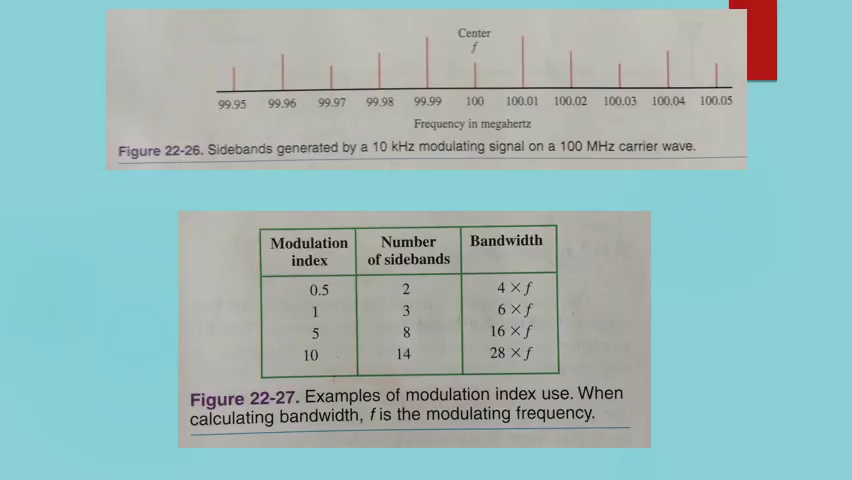 Center
f
99.95 99.96 99.97 99.98 99.99 100 100.01 100.02 100.03 100.04 100.05
Frequency in megahertz
Figure 22-26. Sidebands generated by a 10 kHz modulating signal on a 100 MHz carrier wave.
Modulation index Number of sidebands Bandwidth
0.5 2 4 × f
1 3 6 × f
5 8 16 × f
10 14 28 × f
Figure 22-27. Examples of modulation index use. When
calculating bandwidth, f is the modulating frequency.